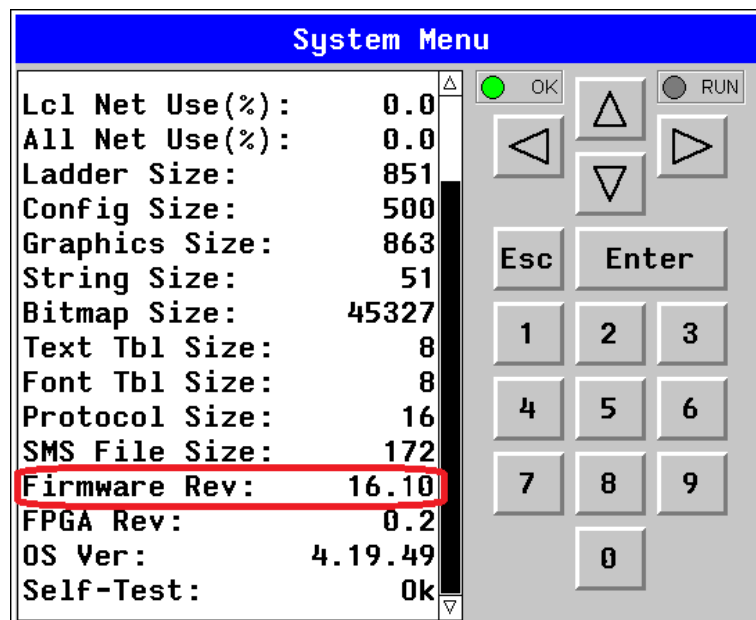 System Menu
Lcl Net Use(%): 0.0
All Net Use(%): 0.0
Ladder Size: 851
Config Size: 500
Graphics Size: 863
String Size: 51
Bitmap Size: 45327
Text Tbl Size: 8
Font Tbl Size: 8
Protocol Size: 16
SMS File Size: 172
Firmware Rev: 16.10
FPGA Rev: 0.2
OS Ver: 4.19.49
Self-Test: Ok
OK RUN
Esc Enter
1 2 3
4 5 6
7 8 9
0